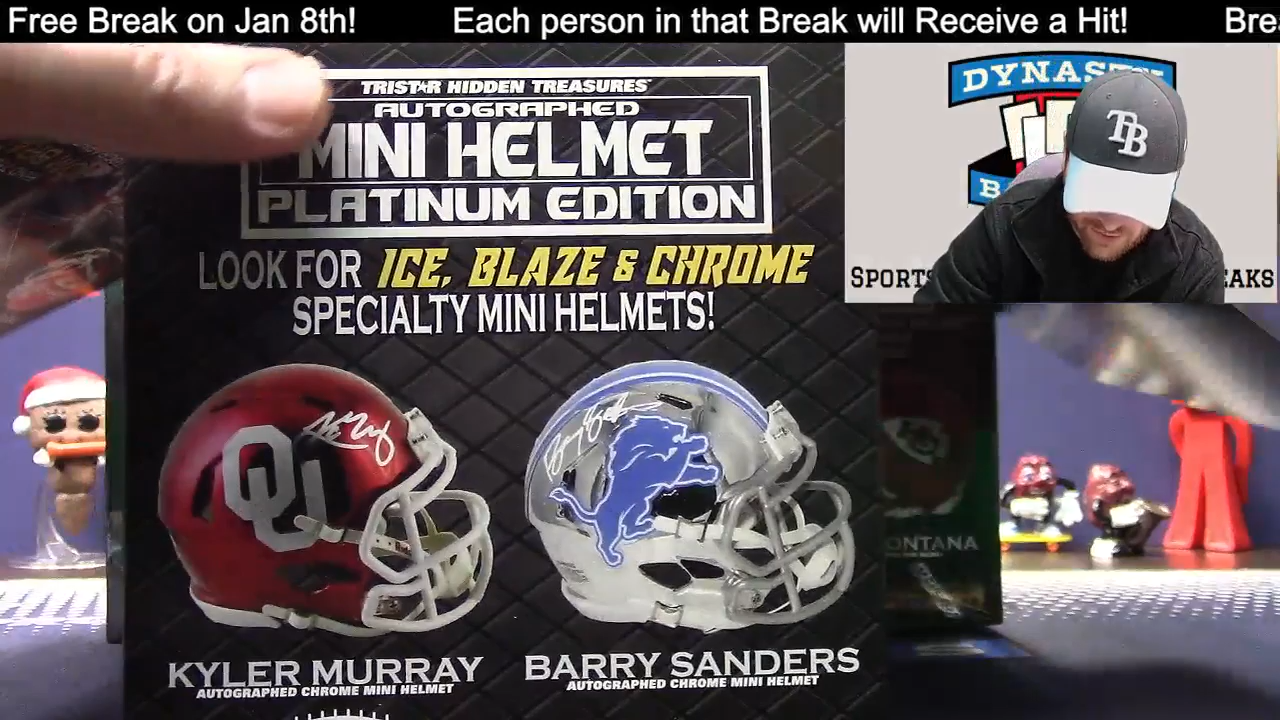 Free Break on Jan 8th! Each person in that Break will Receive a Hit! Bre
TRISTAR HIDDEN TREASURES
AUTOGRAPHED
MINI HELMET
PLATINUM EDITION
LOOK FOR ICE, BLAZE & CHROME
SPECIALTY MINI HELMETS!
OU
KYLER MURRAY
AUTOGRAPHED CHROME MINI HELMET
BARRY SANDERS
AUTOGRAPHED CHROME MINI HELMET
DYNASTY
TB
B
SPORTS
EAKS
ONTANA